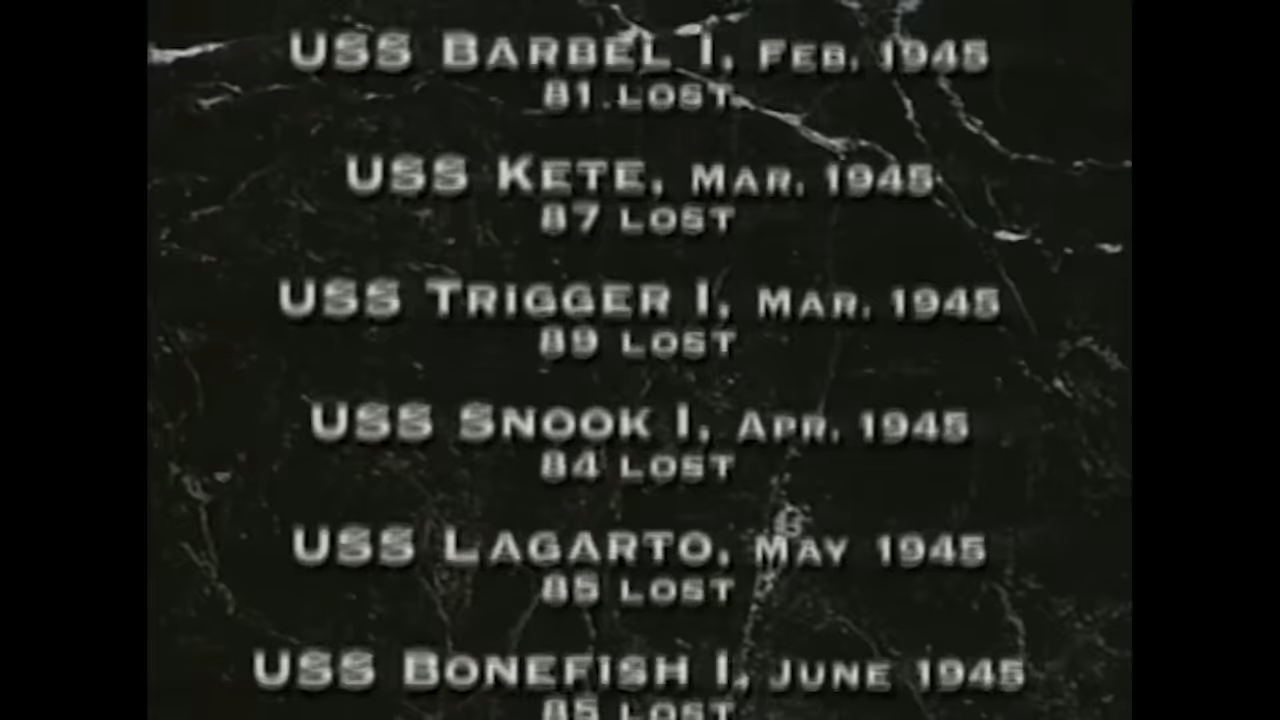 USS BARBEL I, FEB. 1945
81 LOST
USS KETE, MAR. 1945
87 LOST
USS TRIGGER I, MAR. 1945
89 LOST
USS SNOOK I, APR. 1945
84 LOST
USS LAGARTO, MAY 1945
85 LOST
USS BONEFISH I, JUNE 1945
85 LOST